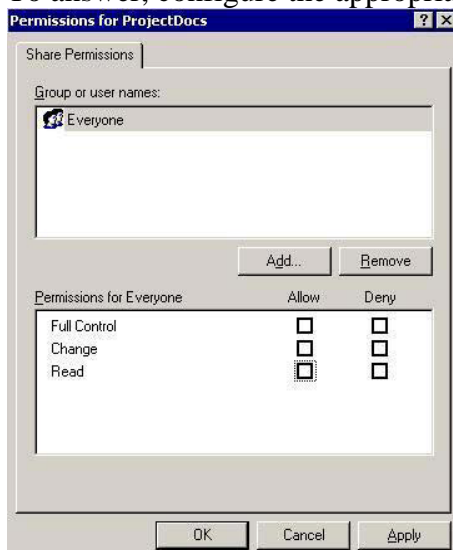 To answer, configure the appropri
Permissions for ProjectDocs
Share Permissions
Group or user names:
Everyone
Add... Remove
Permissions for Everyone Allow Deny
Full Control
Change
Read
OK Cancel Apply